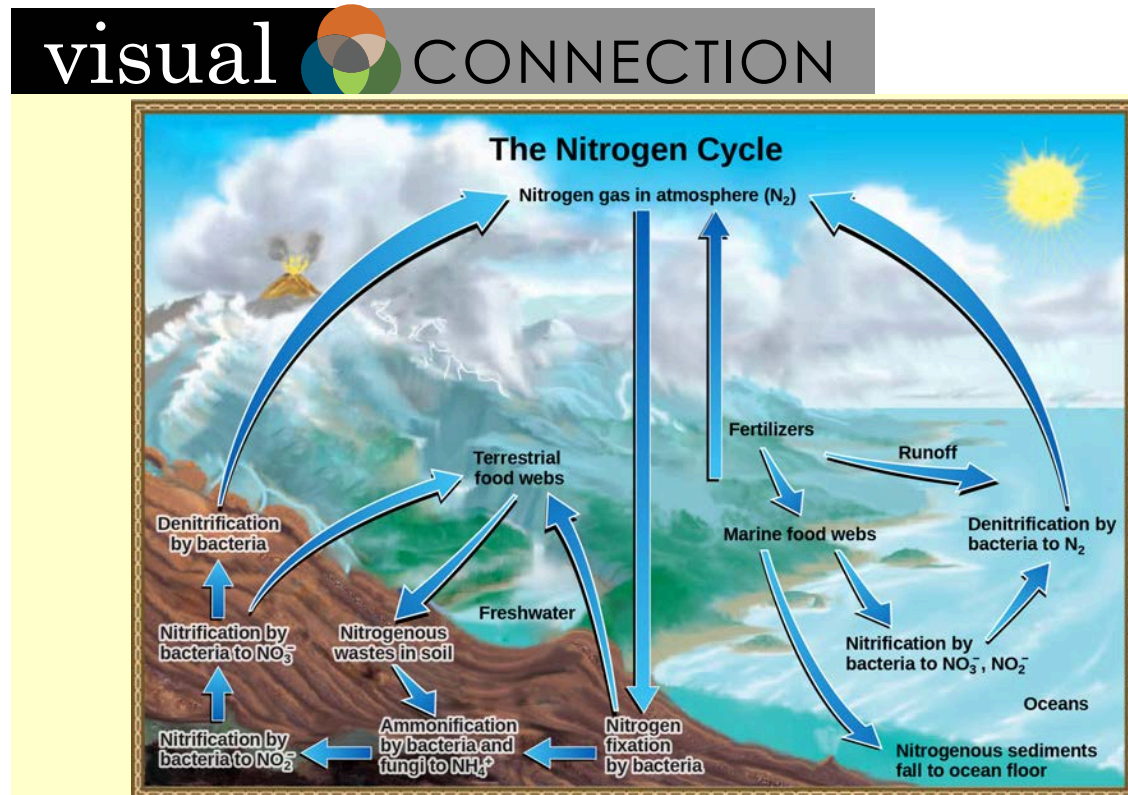 visual CONNECTION
The Nitrogen Cycle
Nitrogen gas in atmosphere (N₂)
Fertilizers
Runoff
Terrestrial
food webs
Denitrification
by bacteria
Marine food webs
Denitrification by
bacteria to N₂
Freshwater
Nitrification by
bacteria to NO₃⁻
Nitrogenous
wastes in soil
Nitrification by
bacteria to NO₃⁻, NO₂⁻
Oceans
Nitrification by
bacteria to NO₂⁻
Ammonification
by bacteria and
fungi to NH₄⁺
Nitrogen
fixation
by bacteria
Nitrogenous sediments
fall to ocean floor